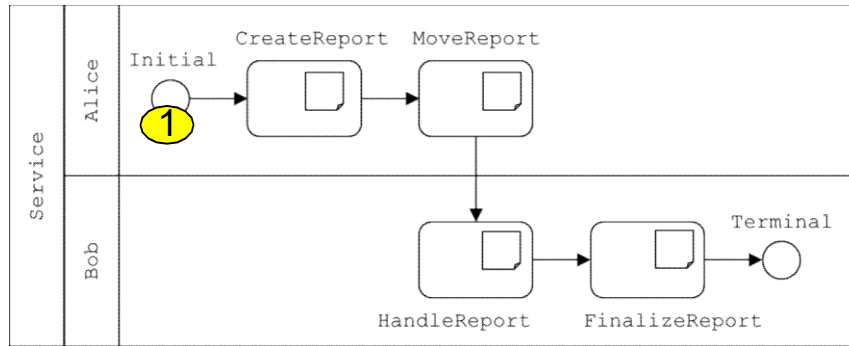 Service
Alice
Initial
CreateReport
MoveReport
1
Bob
HandleReport
FinalizeReport
Terminal